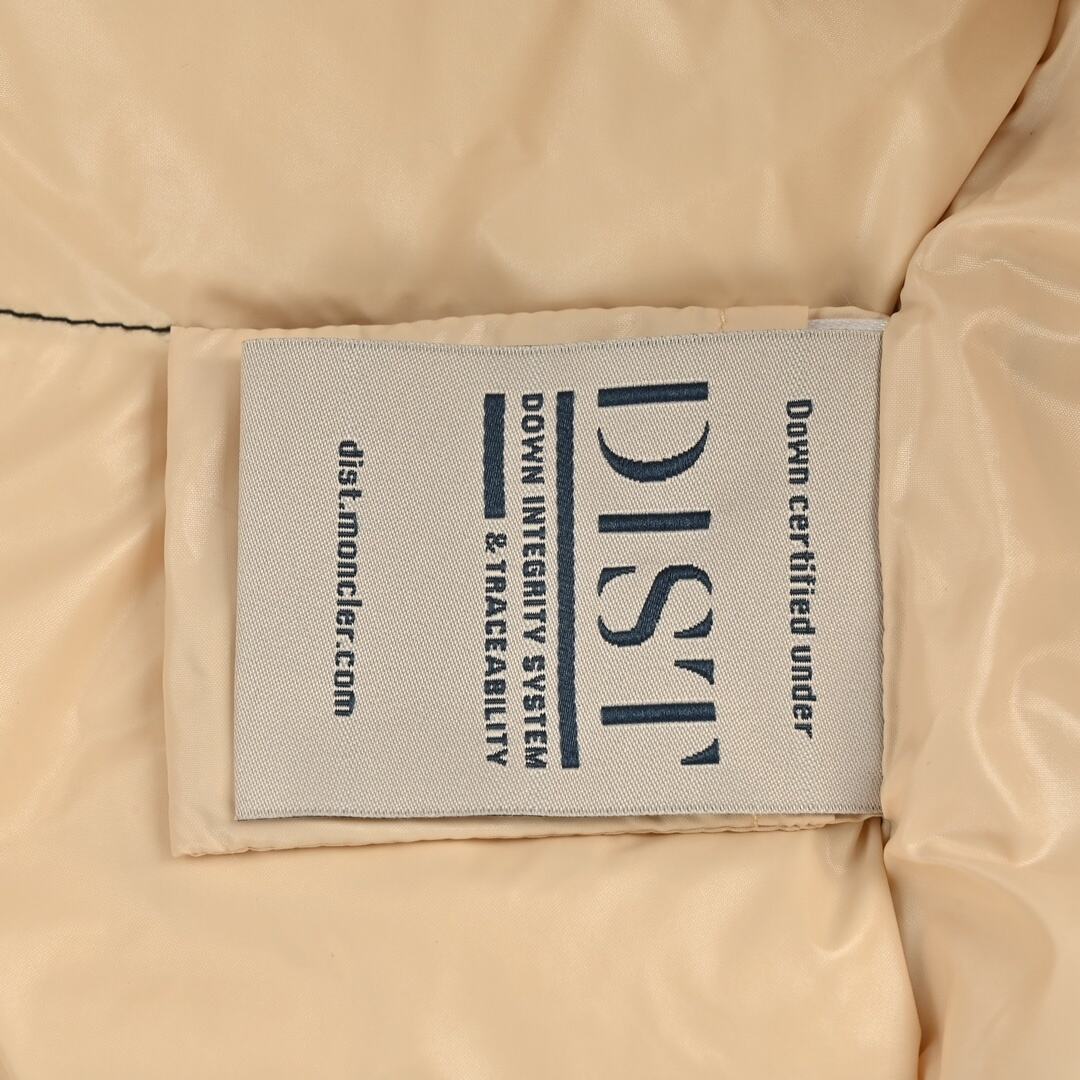 Down certified under
DIST
DOWN INTEGRITY SYSTEM
& TRACEABILITY
dist.moncler.com